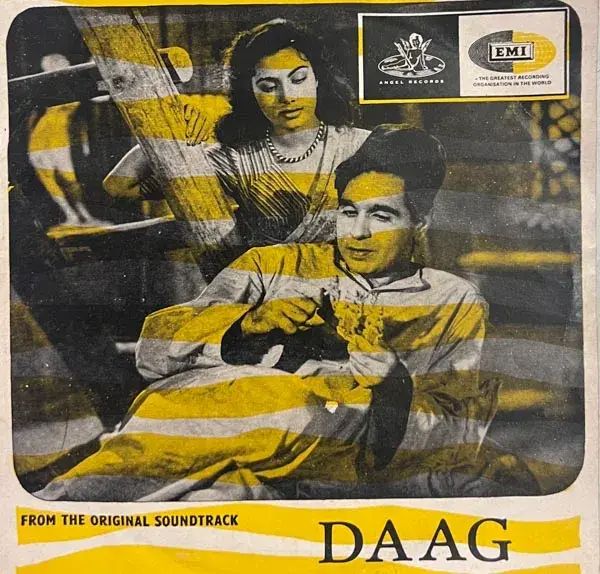 ANGEL RECORDS
EMI
• THE GREATEST RECORDING
ORGANISATION IN THE WORLD
FROM THE ORIGINAL SOUNDTRACK
DAAG